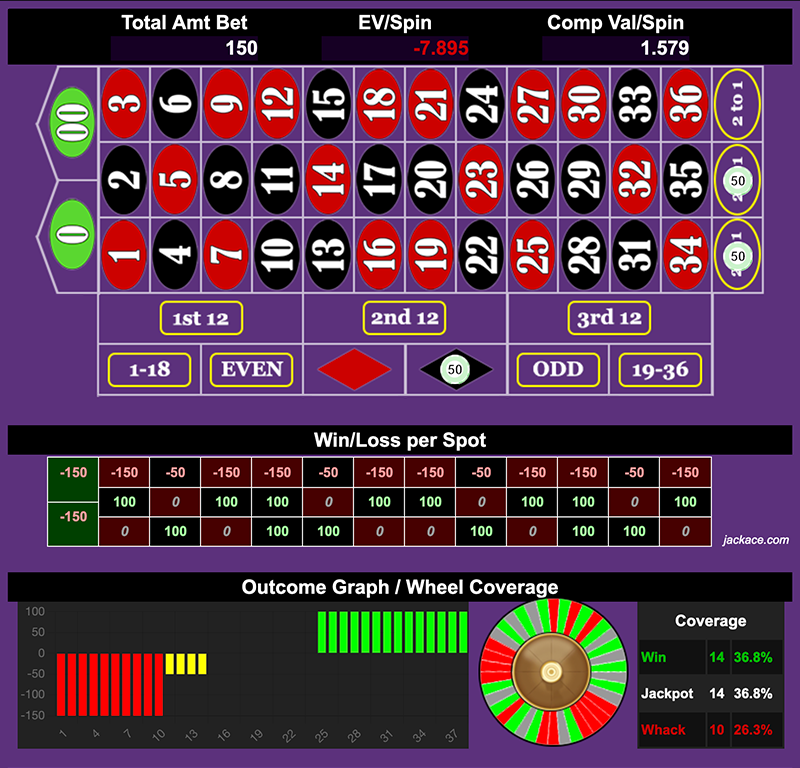 Total Amt Bet EV/Spin Comp Val/Spin
150 -7.895 1.579
00 3 6 9 12 15 18 21 24 27 30 33 36 2 to 1
2 5 8 11 14 17 20 23 26 29 32 35 50
0 1 4 7 10 13 16 19 22 25 28 31 34 50
1st 12 2nd 12 3rd 12
1-18 EVEN 50 ODD 19-36
Win/Loss per Spot
-150 -150 -50 -150 -150 -50 -150 -150 -50 -150 -150 -50 -150
100 0 100 100 0 100 100 0 100 100 0 100
-150 0 100 0 100 100 0 0 100 0 100 100 0
jackace.com
Outcome Graph / Wheel Coverage
100
50
0
-50
-100
-150
1 4 7 10 13 16 19 22 25 28 31 34 37
Coverage
Win 14 36.8%
Jackpot 14 36.8%
Whack 10 26.3%